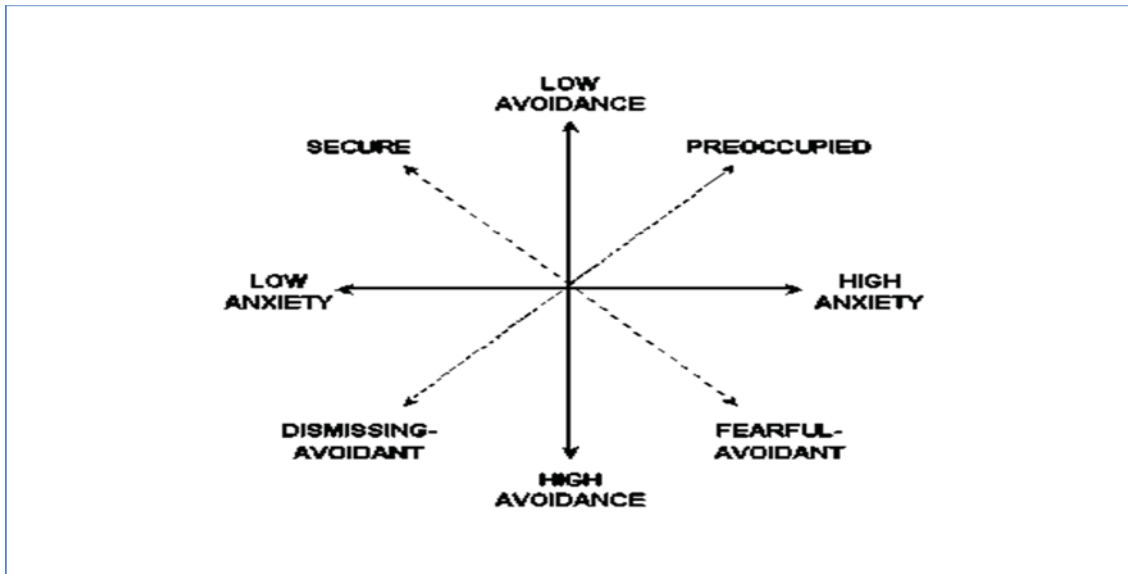 LOW
AVOIDANCE
SECURE
PREOCCUPIED
LOW
ANXIETY
HIGH
ANXIETY
DISMISSING-
AVOIDANT
FEARFUL-
AVOIDANT
HIGH
AVOIDANCE